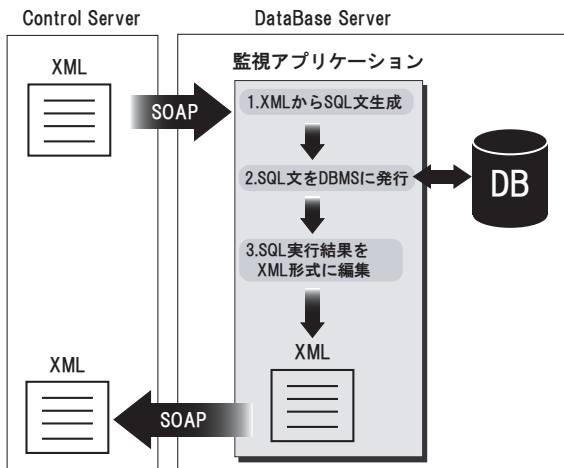 Control Server
DataBase Server
XML
監視アプリケーション
SOAP
1.XMLからSQL文生成
2.SQL文をDBMSに発行
DB
3.SQL実行結果を
XML形式に編集
XML
XML
SOAP